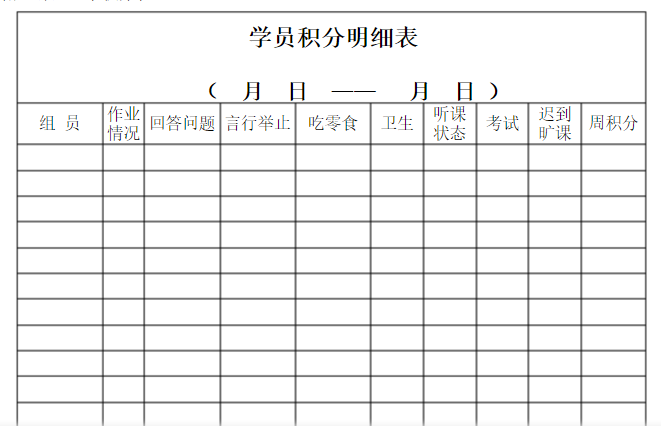 学员积分明细表
（ 月 日 —— 月 日 ）
组 员 作业情况 回答问题 言行举止 吃零食 卫生 听课状态 考试 迟到旷课 周积分